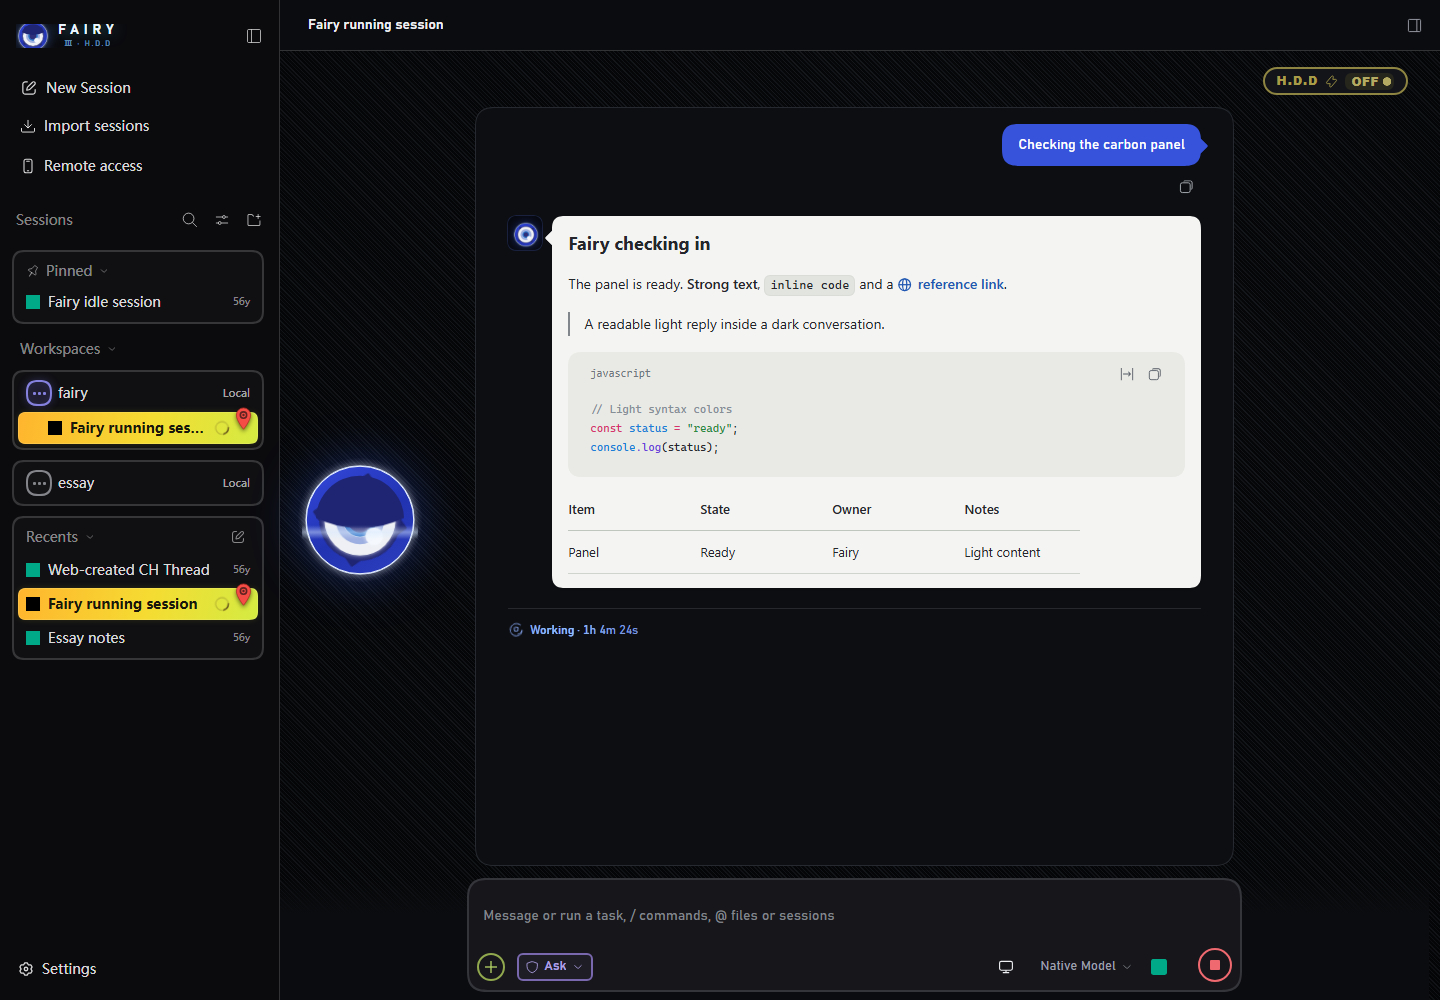 FAIRY
III · H.D.D
New Session
Import sessions
Remote access
Sessions
Pinned
Fairy idle session 56y
Workspaces
fairy Local
Fairy running ses...
essay Local
Recents
Web-created CH Thread 56y
Fairy running session
Essay notes 56y
Settings
Fairy running session
H.D.D OFF
Checking the carbon panel
Fairy checking in
The panel is ready. Strong text, inline code and a reference link.
A readable light reply inside a dark conversation.
javascript
// Light syntax colors
const status = "ready";
console.log(status);
Item State Owner Notes
Panel Ready Fairy Light content
Working · 1h 4m 24s
Message or run a task, / commands, @ files or sessions
Ask
Native Model